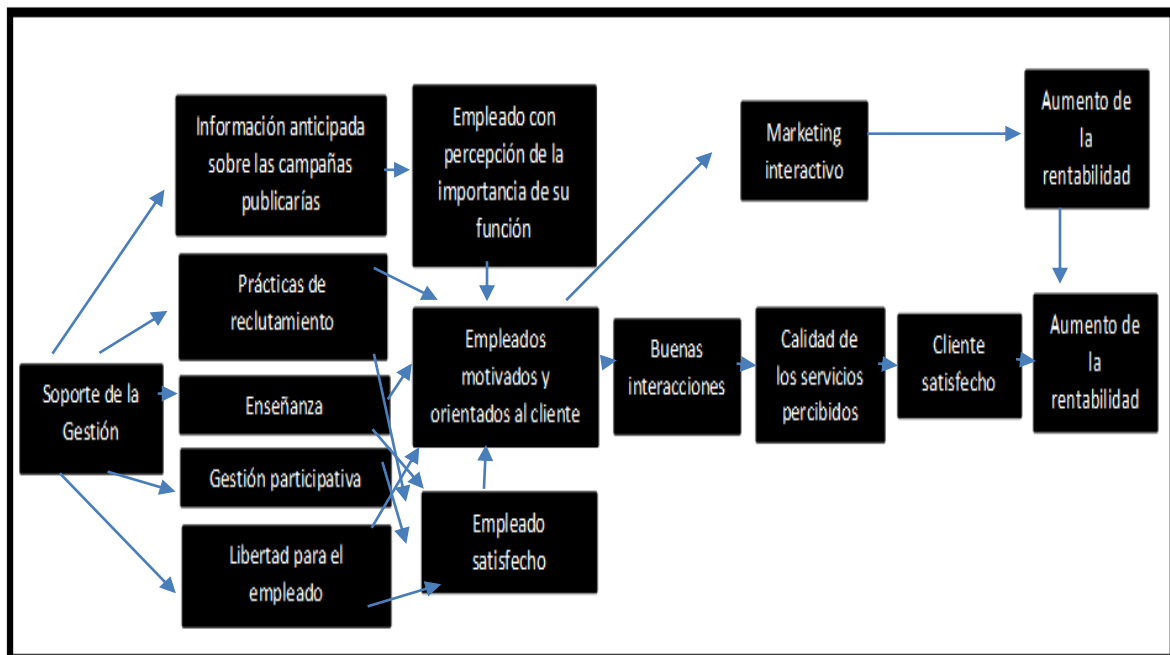 Información anticipada
sobre las campañas
publicarías
Empleado con
percepción de la
importancia de su
función
Marketing
interactivo
Aumento de
la
rentabilidad
Prácticas de
reclutamiento
Soporte de la
Gestión
Enseñanza
Empleados
motivados y
orientados al cliente
Buenas
interacciones
Calidad de
los servicios
percibidos
Cliente
satisfecho
Aumento de
la
rentabilidad
Gestión participativa
Libertad para el
empleado
Empleado
satisfecho